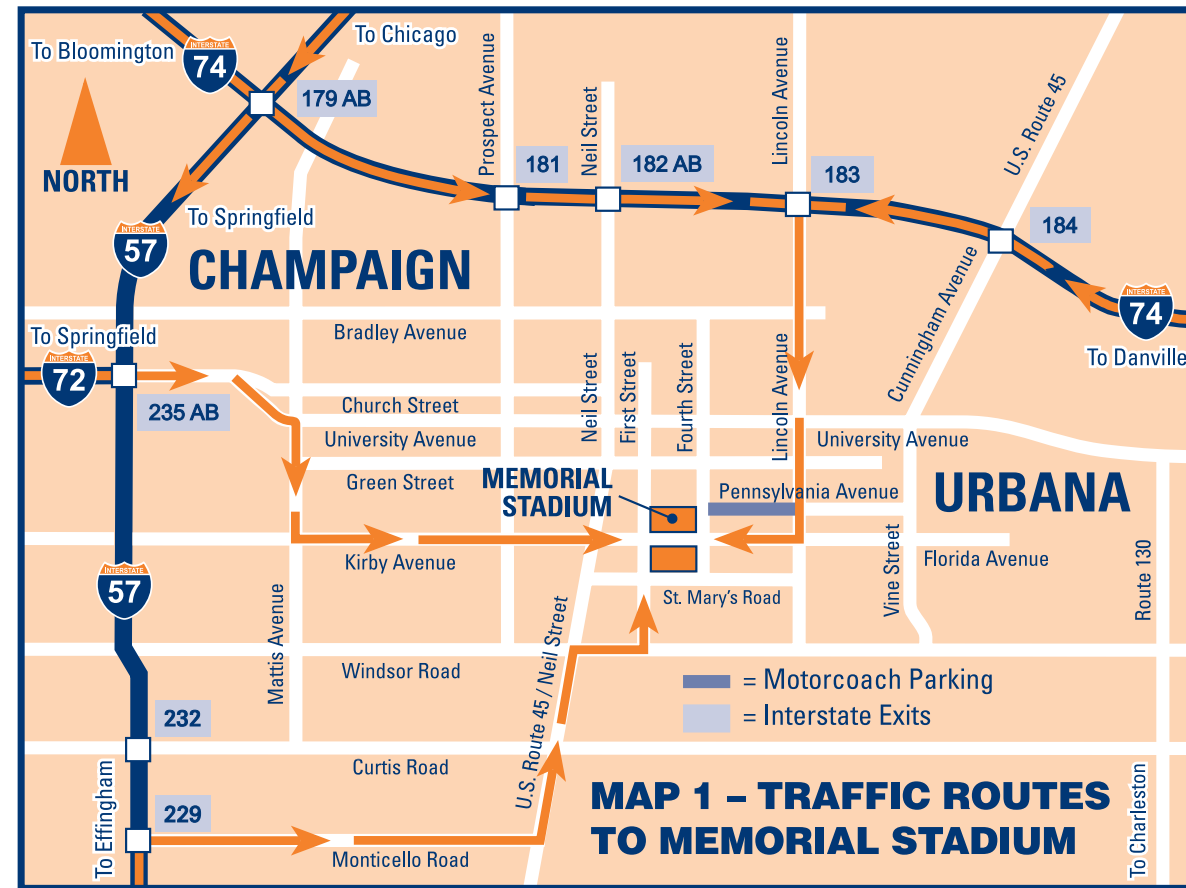 To Bloomington
INTERSTATE
74
To Chicago
179 AB
NORTH
Prospect Avenue
181
Neil Street
182 AB
Lincoln Avenue
183
U.S. Route 45
184
To Springfield
INTERSTATE
57
CHAMPAIGN
Cunningham Avenue
INTERSTATE
74
To Danville
Bradley Avenue
To Springfield
INTERSTATE
72
235 AB
Church Street
University Avenue
Green Street
Neil Street
First Street
Fourth Street
Lincoln Avenue
University Avenue
MEMORIAL
STADIUM
Pennsylvania Avenue
URBANA
Kirby Avenue
Vine Street
Florida Avenue
Route 130
INTERSTATE
57
St. Mary's Road
Mattis Avenue
Windsor Road
U.S. Route 45 / Neil Street
= Motorcoach Parking
= Interstate Exits
232
Curtis Road
To Effingham
229
Monticello Road
MAP 1 – TRAFFIC ROUTES
TO MEMORIAL STADIUM
To Charleston